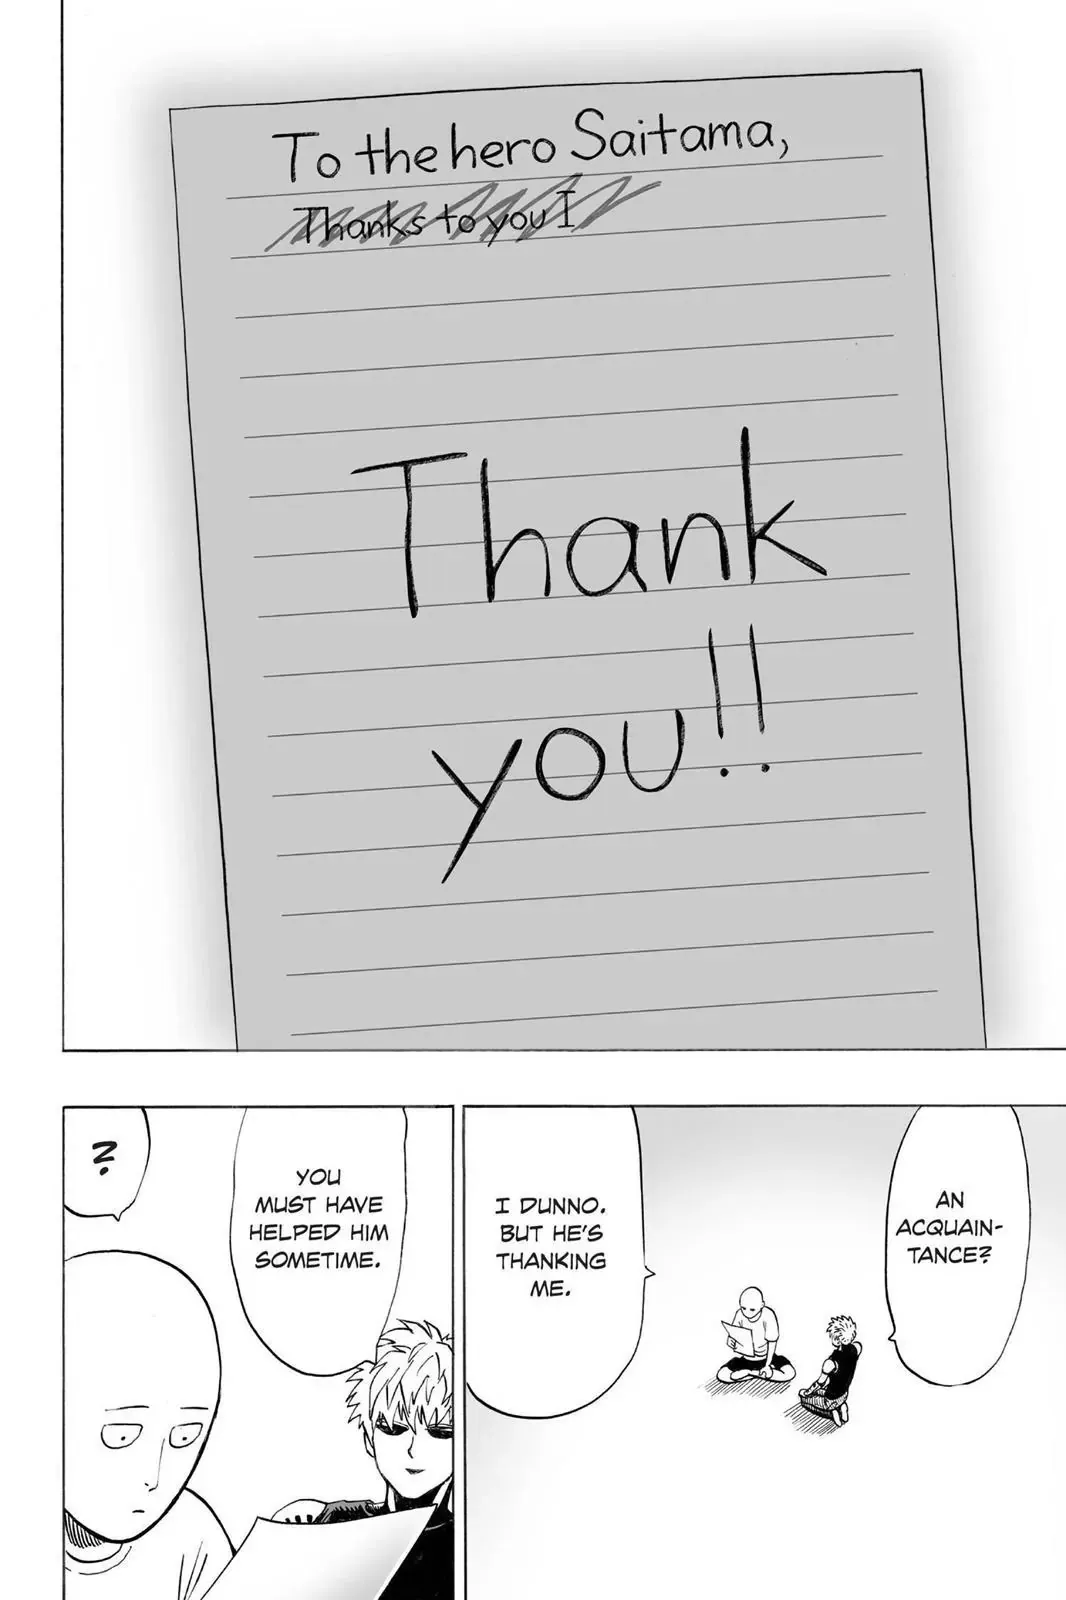 To the hero Saitama,
Thanks to you I
Thank
you!!
AN
ACQUAIN-
TANCE?
I DUNNO.
BUT HE'S
THANKING
ME.
YOU
MUST HAVE
HELPED HIM
SOMETIME.
?